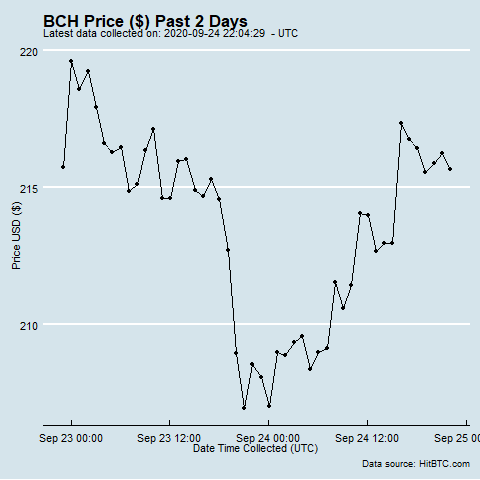 BCH Price ($) Past 2 Days
Latest data collected on: 2020-09-24 22:04:29 - UTC
220
215
210
Price USD ($)
Sep 23 00:00 Sep 23 12:00 Sep 24 00:00 Sep 24 12:00 Sep 25 00
Date Time Collected (UTC)
Data source: HitBTC.com